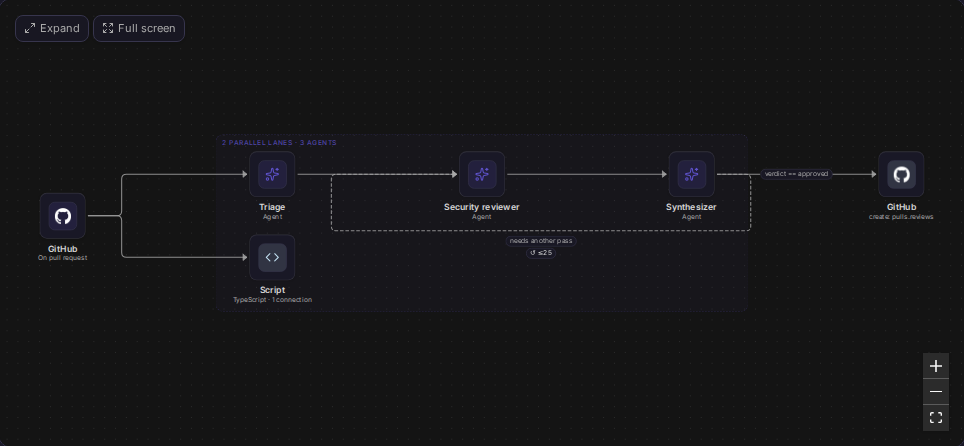 Expand
Full screen
2 PARALLEL LANES · 3 AGENTS
Triage
Agent
Security reviewer
Agent
Synthesizer
Agent
verdict == approved
GitHub
create: pulls.reviews
GitHub
On pull request
needs another pass
↺ ≤25
Script
TypeScript · 1 connection